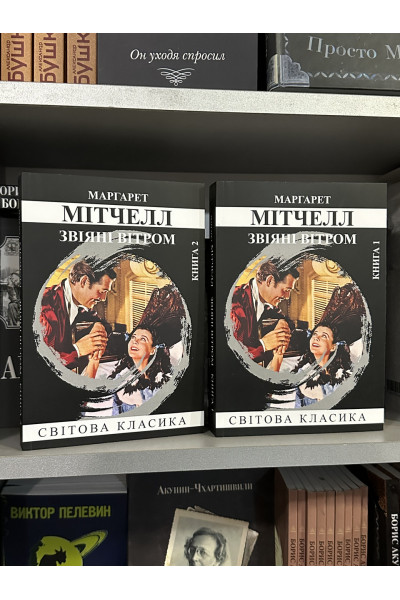 Он уходя спросил
Просто М
МАРГАРЕТ
МІТЧЕЛЛ
ЗВІЯНІ ВІТРОМ
КНИГА 2
СВІТОВА КЛАСИКА
МАРГАРЕТ
МІТЧЕЛЛ
ЗВІЯНІ ВІТРОМ
КНИГА 1
СВІТОВА КЛАСИКА
ВИКТОР ПЕЛЕВИН
Акунин–Чхартишвили
БОРИС АКУ